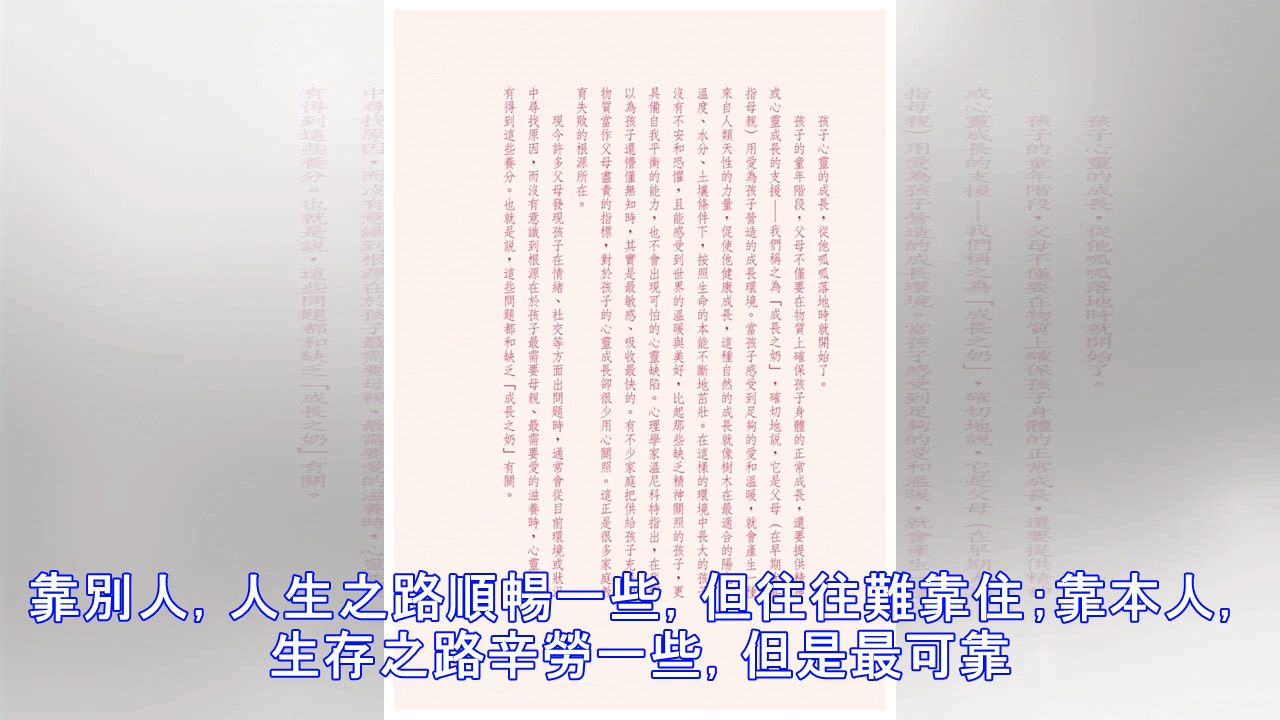 孩子心靈的成長，從他呱呱落地時就開始了。
孩子的童年階段，父母不僅要在物質上確保孩子身體的正常成長，還要提供精
或心靈成長的支援——我們稱之為「成長之奶」，確切地說，它是父母（在早期
指母親）用愛為孩子營造的成長環境。當孩子感受到足夠的愛和溫暖，就會產生一種
來自人類天性的力量，促使他健康成長，這種自然的成長就像樹木在最適合的陽
溫度、水分、土壤條件下，按照生命的本能不斷地茁壯。在這樣的環境中長大的孩子
沒有不安和恐懼，且能感受到世界的溫暖與美好，比起那些缺乏精神關照的孩子，更
具備自我平衡的能力，也不會出現可怕的心靈缺陷。心理學家溫尼科特指出，在
以為孩子還懵懂無知時，其實是最敏感、吸收最快的。有不少家庭把供給孩子充
物質當作父母盡責的指標，對於孩子的心靈成長卻很少用心關照。這正是很多家庭
育失敗的根源所在。
現今許多父母發現孩子在情緒、社交等方面出問題時，通常會從目前環境或狀況
中尋找原因，而沒有意識到根源在於孩子最需要母親、最需要愛的滋養時，心靈
有得到這些養分。也就是說，這些問題都和缺乏「成長之奶」有關。
靠別人，人生之路順暢一些，但往往難靠住；靠本人，
生存之路辛勞一些，但是最可靠